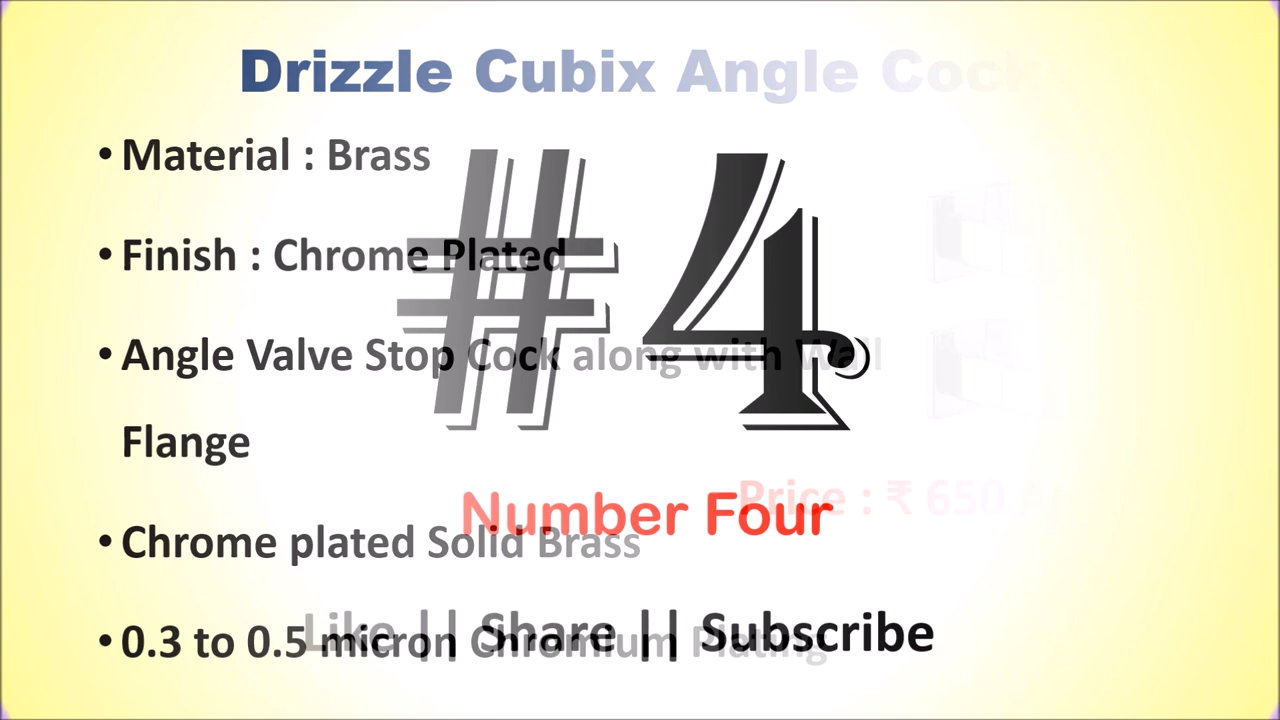 Drizzle Cubix Angle Cock
• Material : Brass
• Finish : Chrome Plated
• Angle Valve Stop Cock along with Wall
Flange
• Chrome plated Solid Brass
• 0.3 to 0.5 micron Chromium Plating
#4
Number Four
Price : ₹ 650
Like || Share || Subscribe